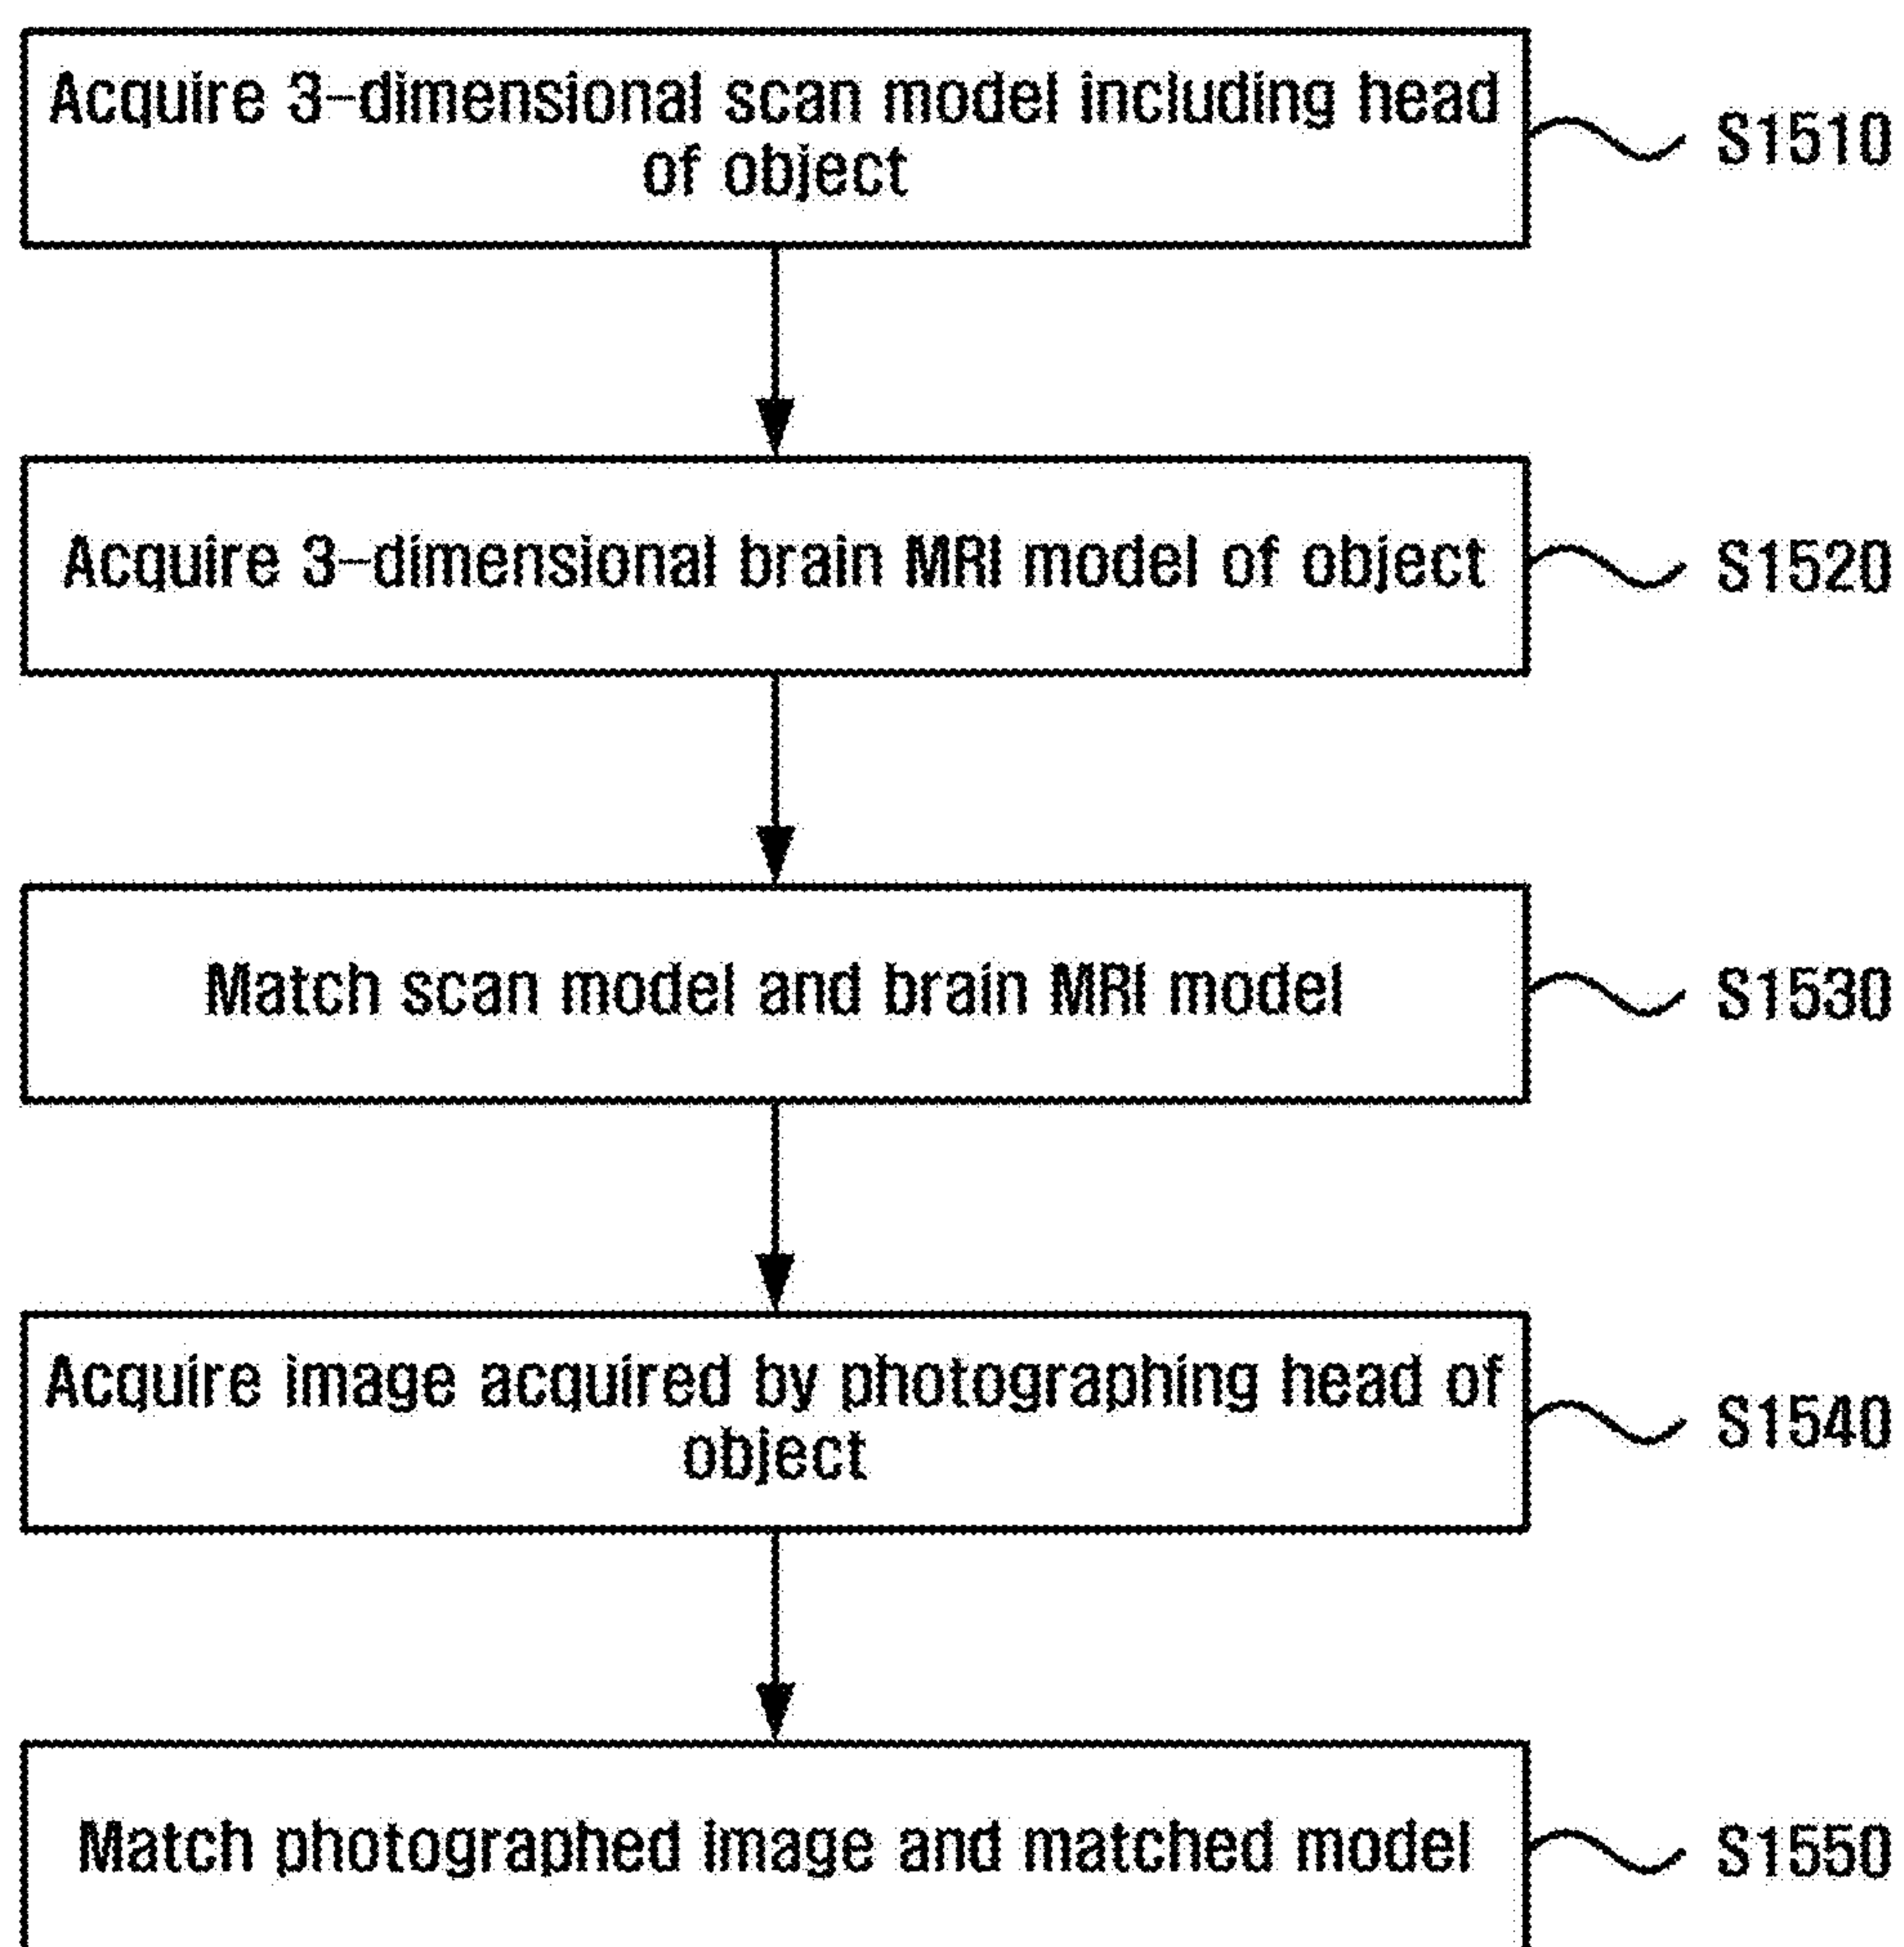 Acquire 3-dimensional scan model including head
of object
S1510
Acquire 3-dimensional brain MRI model of object
S1520
Match scan model and brain MRI model
S1530
Acquire image acquired by photographing head of
object
S1540
Match photographed image and matched model
S1550